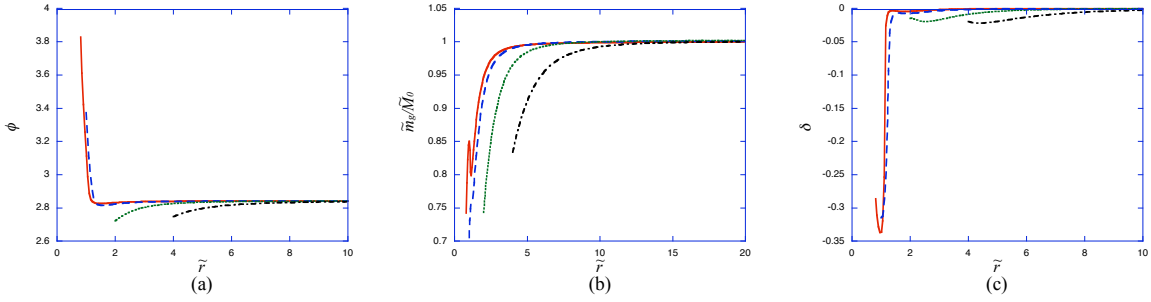 4
3.8
3.6
3.4
3.2
3
2.8
2.6
ϕ
0 2 4 6 8 10
r̃
(a)
1.05
1
0.95
0.9
0.85
0.8
0.75
0.7
m̃g/M̃0
0 5 10 15 20
r̃
(b)
0
-0.05
-0.1
-0.15
-0.2
-0.25
-0.3
-0.35
δ
0 2 4 6 8 10
r̃
(c)